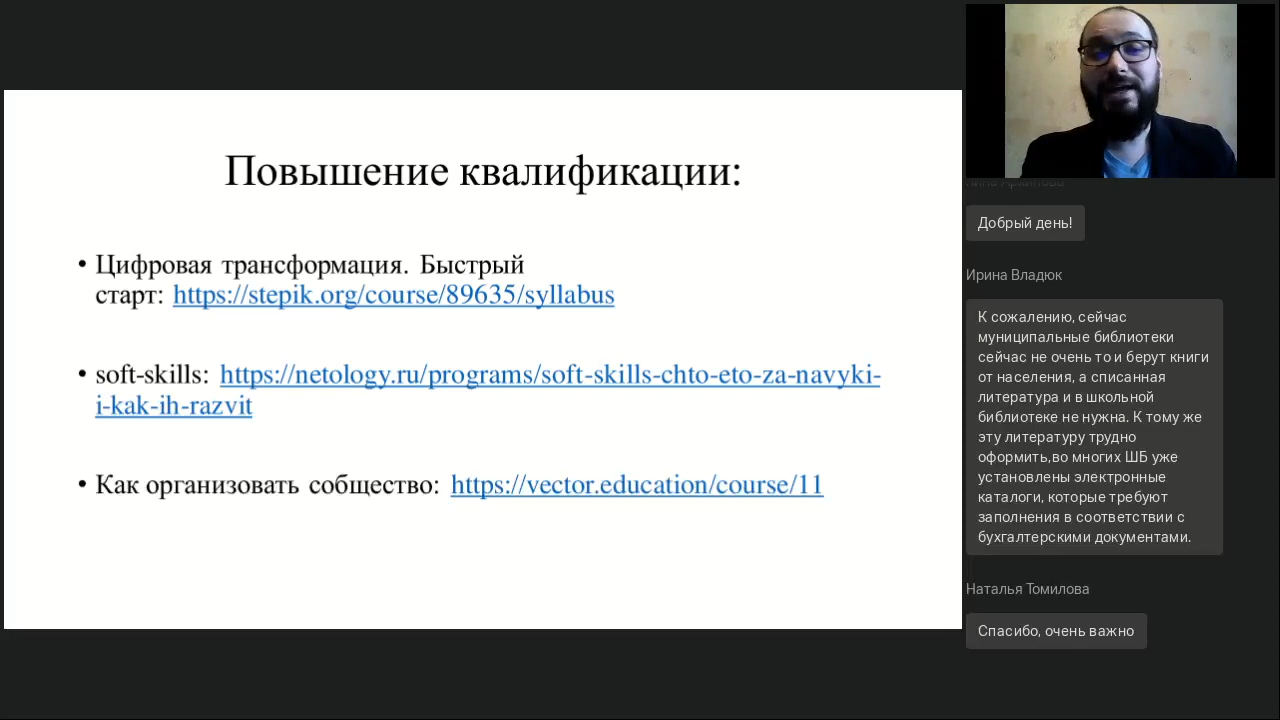 Повышение квалификации:
• Цифровая трансформация. Быстрый
старт: https://stepik.org/course/89635/syllabus
• soft-skills: https://netology.ru/programs/soft-skills-chto-eto-za-navyki-
i-kak-ih-razvit
• Как организовать собщество: https://vector.education/course/11
Добрый день!
Ирина Владюк
К сожалению, сейчас
муниципальные библиотеки
сейчас не очень то и берут книги
от населения, а списанная
литература и в школьной
библиотеке не нужна. К тому же
эту литературу трудно
оформить,во многих ШБ уже
установлены электронные
каталоги, которые требуют
заполнения в соответствии с
бухгалтерскими документами.
Наталья Томилова
Спасибо, очень важно